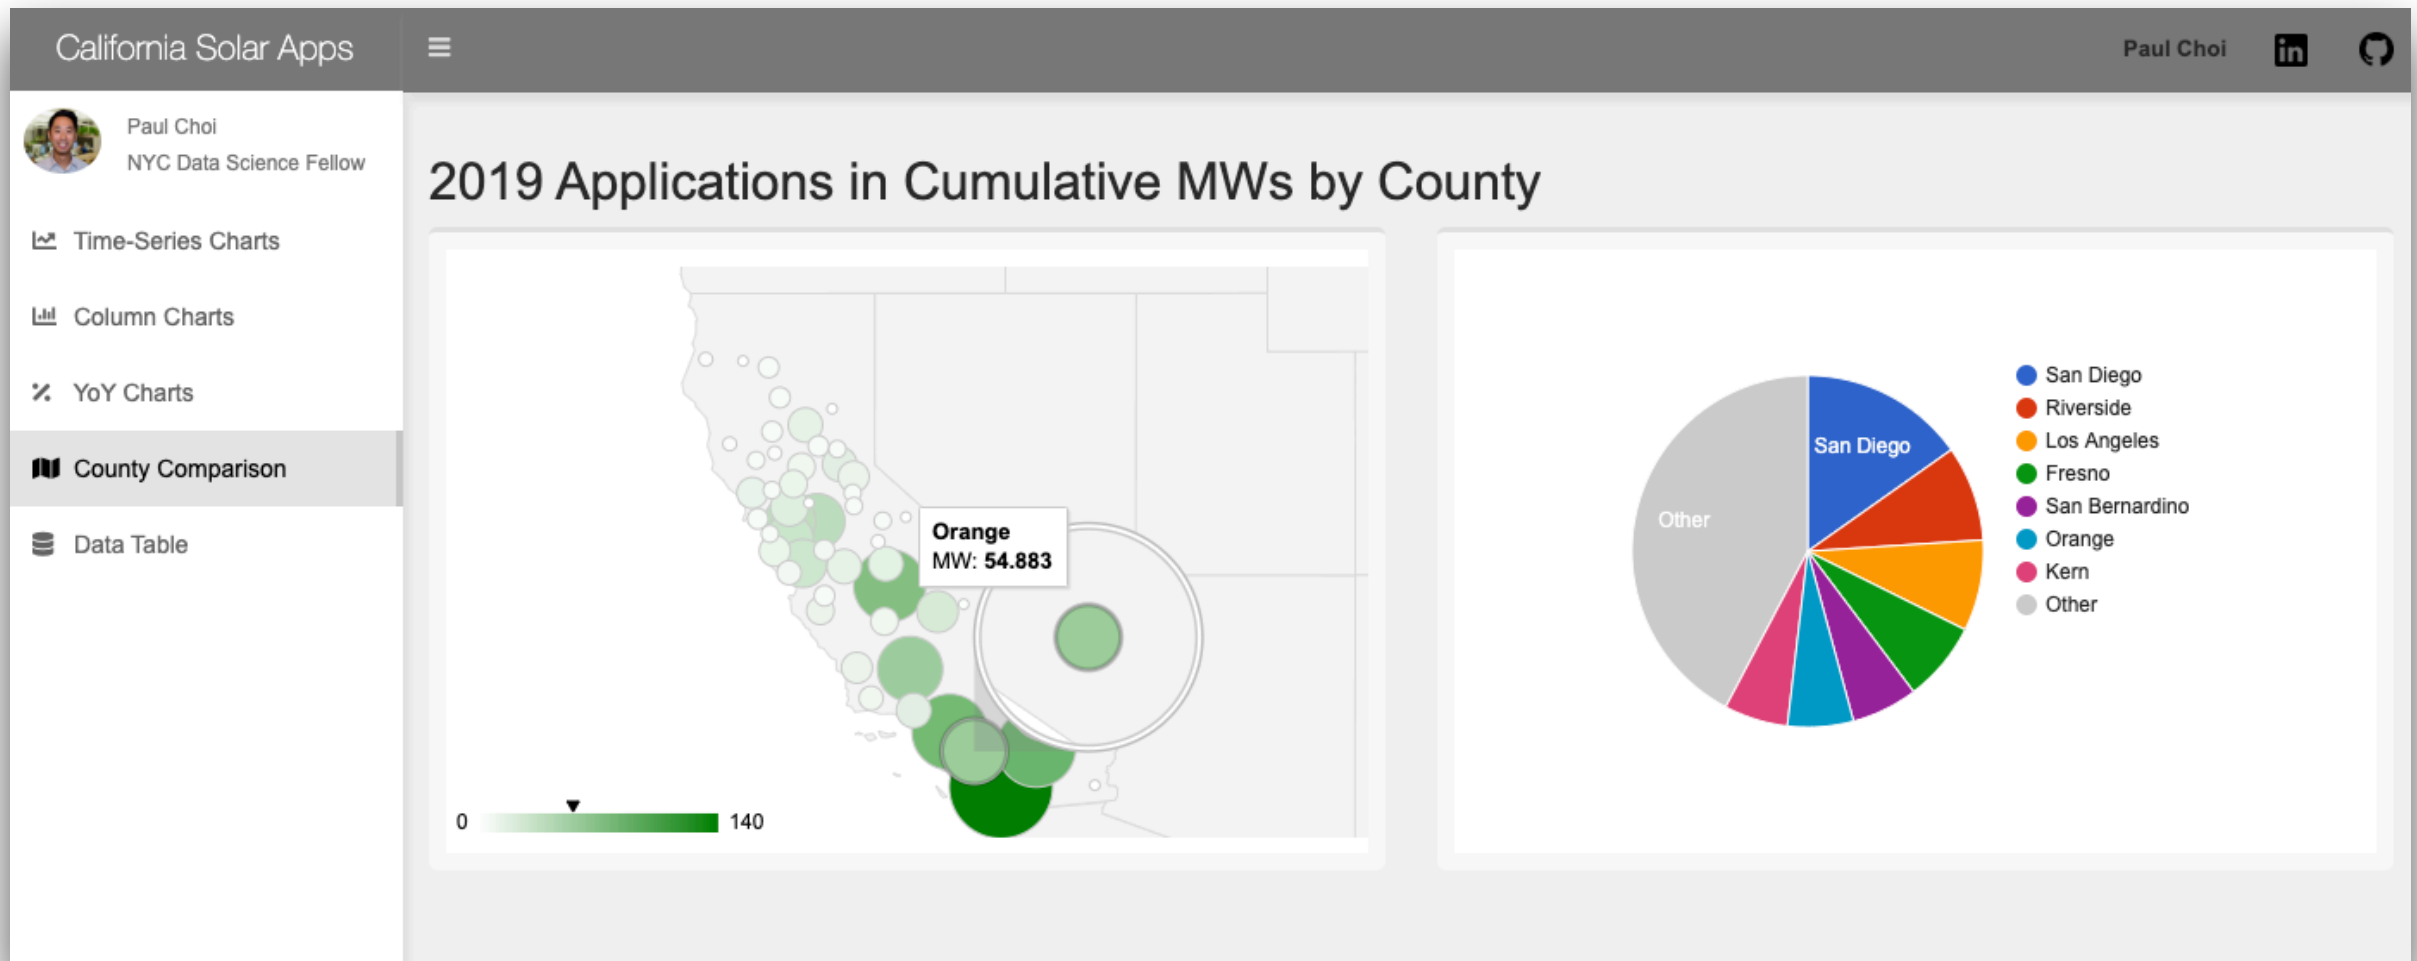 California Solar Apps
Paul Choi
Paul Choi
NYC Data Science Fellow
Time-Series Charts
Column Charts
YoY Charts
County Comparison
Data Table
2019 Applications in Cumulative MWs by County
Orange
MW: 54.883
0
140
San Diego
Other
San Diego
Riverside
Los Angeles
Fresno
San Bernardino
Orange
Kern
Other